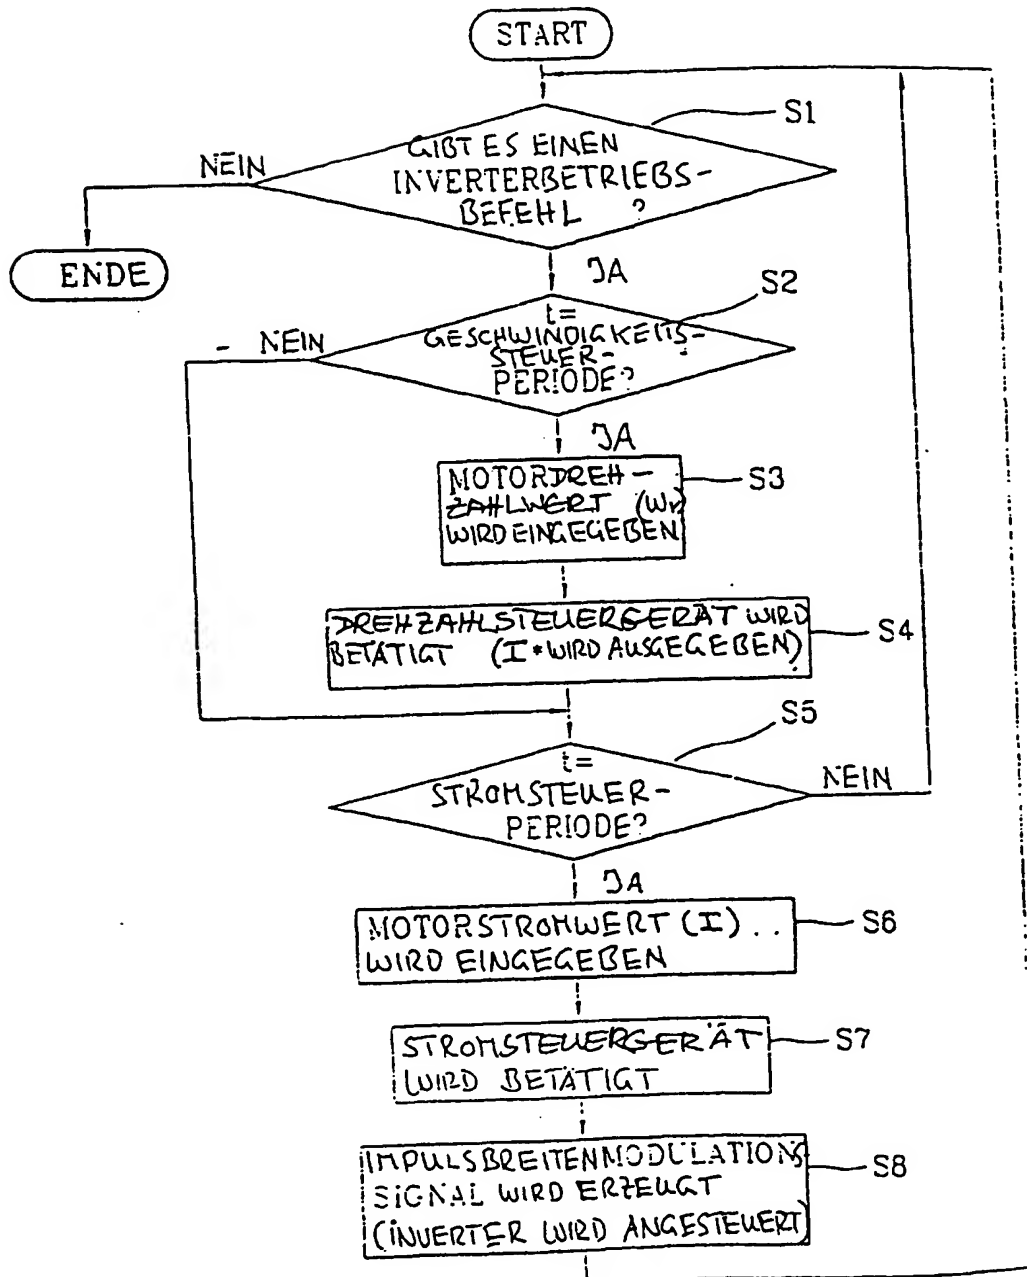 START
S1
NEIN
GIBT ES EINEN
INVERTERBETRIEBS-
BEFEHL ?
ENDE
JA
S2
t=
NEIN
GESCHWINDIGKEITS-
STEUER-
PERIODE?
JA
S3
MOTORDREH-
ZAHLWERT (Wr)
WIRD EINGEGEBEN
DREHZAHLSTEUERGERÄT WIRD
BETÄTIGT (I* WIRD AUSGEGEBEN)
S4
S5
t=
STROMSTEUER-
PERIODE?
NEIN
JA
MOTORSTROMWERT (I)
WIRD EINGEGEBEN
S6
STROMSTEUERGERÄT
WIRD BETÄTIGT
S7
IMPULSBREITENMODULATIONS
SIGNAL WIRD ERZEUGT
(INVERTER WIRD ANGESTEUERT)
S8